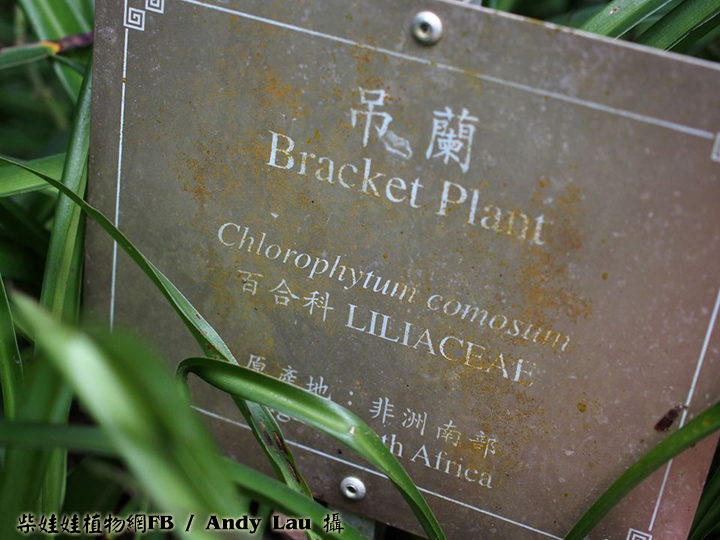 吊蘭
Bracket Plant
Chlorophytum comosum
百合科 LILIACEAE
原產地：非洲南部
Africa
柴娃娃植物網FB / Andy Lau 攝